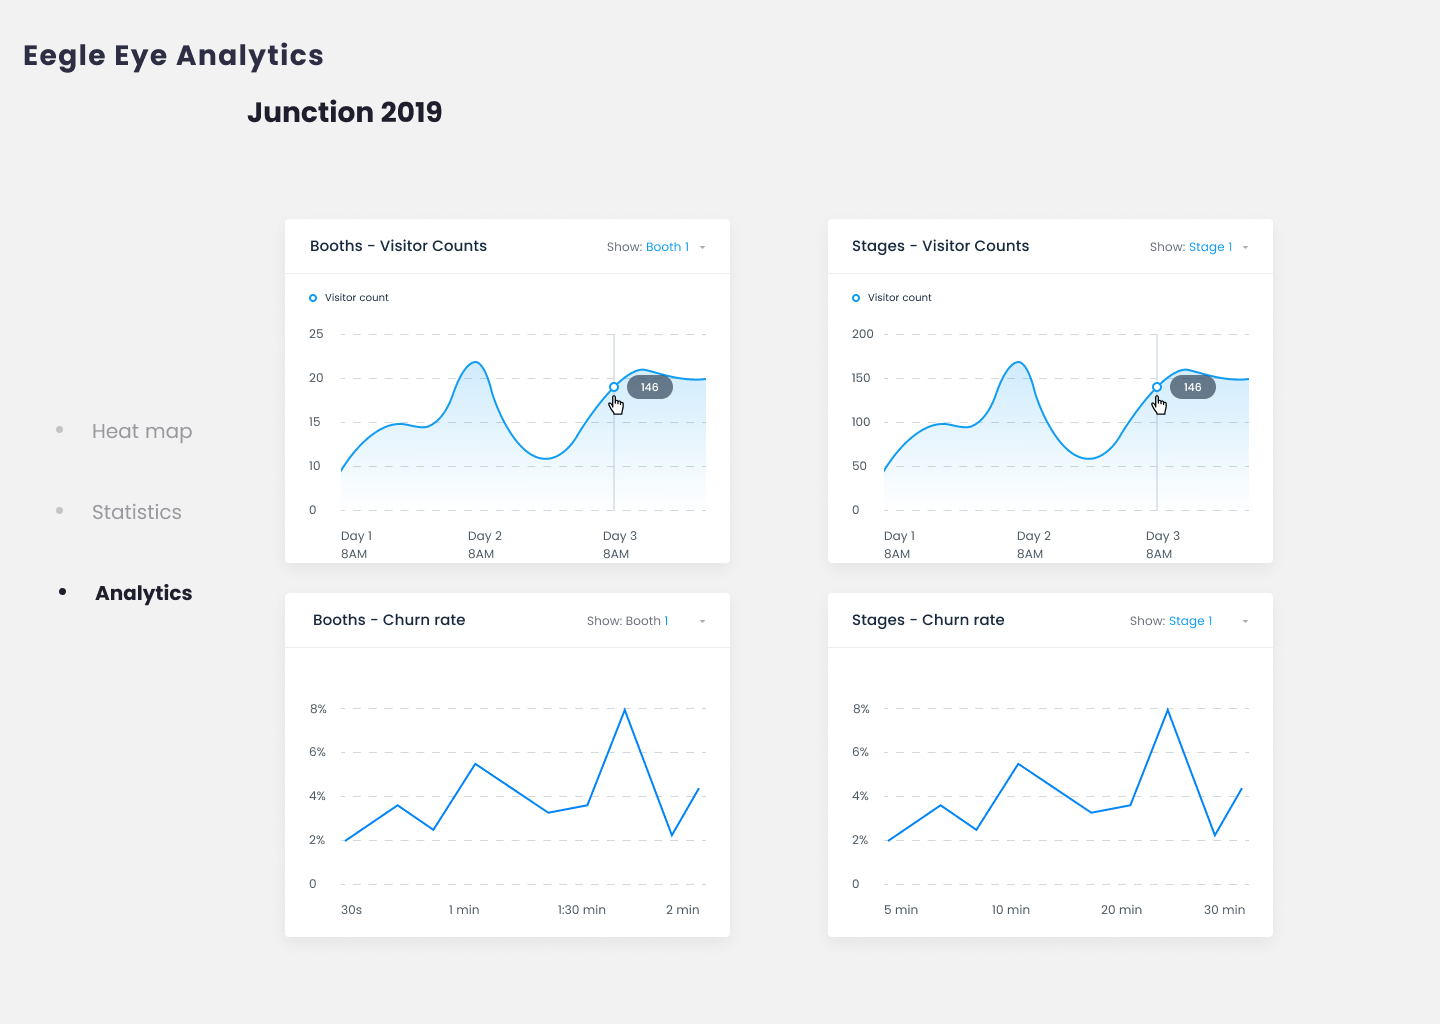 Eegle Eye Analytics
Junction 2019
Heat map
Statistics
Analytics
Booths - Visitor Counts
Show: Booth 1
Visitor count
25
20
15
10
0
146
Day 1 Day 2 Day 3
8AM 8AM 8AM
Stages - Visitor Counts
Show: Stage 1
Visitor count
200
150
100
50
0
146
Day 1 Day 2 Day 3
8AM 8AM 8AM
Booths - Churn rate
Show: Booth 1
8%
6%
4%
2%
0
30s 1 min 1:30 min 2 min
Stages - Churn rate
Show: Stage 1
8%
6%
4%
2%
0
5 min 10 min 20 min 30 min